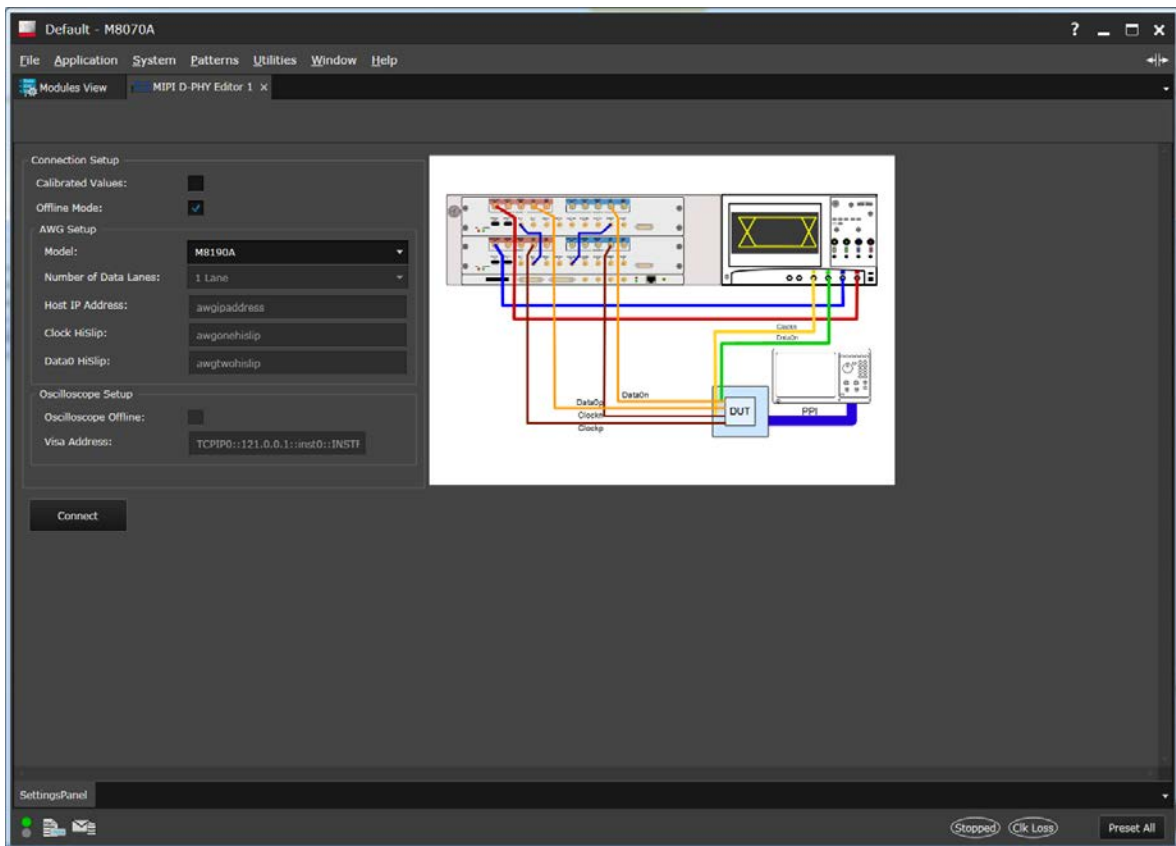 Default - M8070A
?
File Application System Patterns Utilities Window Help
Modules View MIPI D-PHY Editor 1 ×
Connection Setup
Calibrated Values:
Offline Mode:
AWG Setup
Model: M8190A
Number of Data Lanes: 1 Lane
Host IP Address: awgipaddress
Clock HiSlip: awgonehislip
Data0 HiSlip: awgtwohislip
Oscilloscope Setup
Oscilloscope Offline:
Visa Address: TCPIP0::121.0.0.1::inst0::INSTF
Clockn
Data0n
Data0n
Data0p
Clockn
Clockp
DUT
PPI
Connect
SettingsPanel
Stopped Clk Loss Preset All